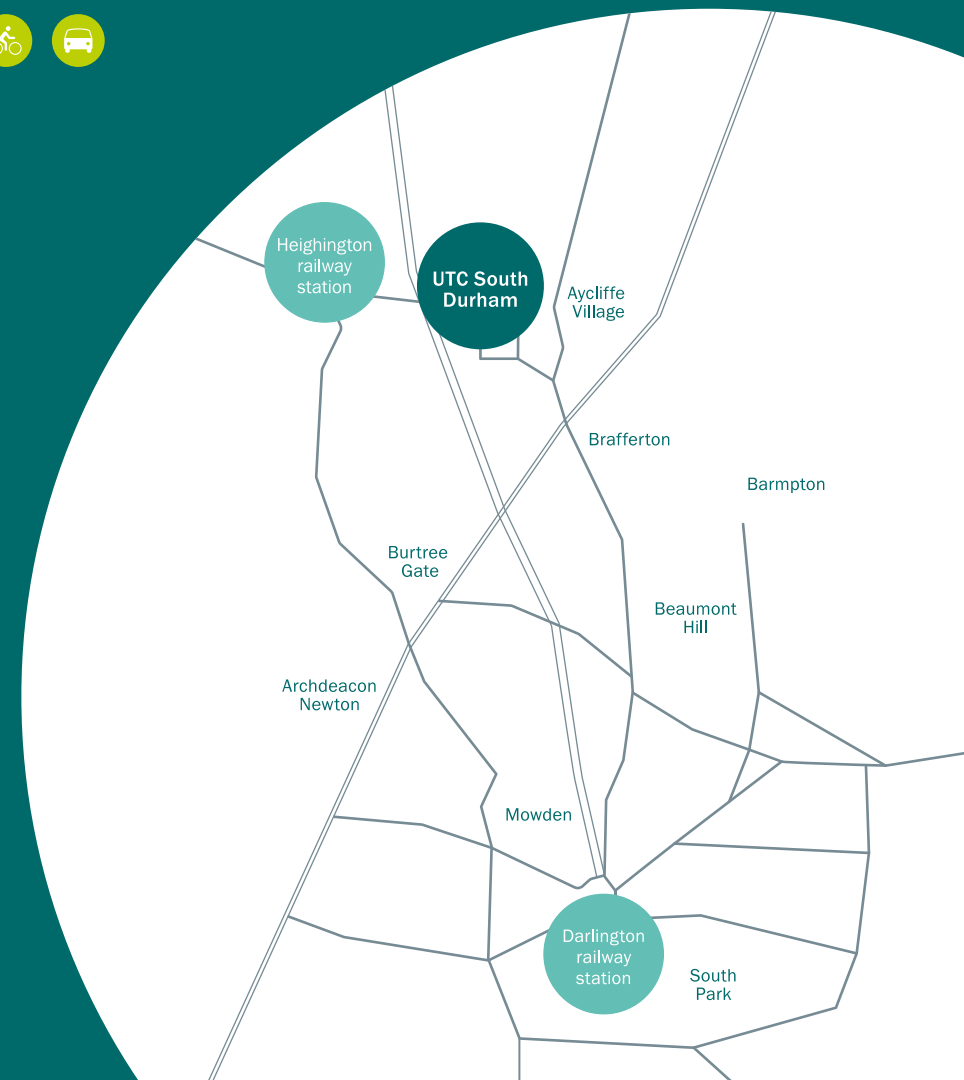 Heighington
railway
station
UTC South
Durham
Aycliffe
Village
Brafferton
Barmpton
Burtree
Gate
Beaumont
Hill
Archdeacon
Newton
Mowden
Darlington
railway
station
South
Park